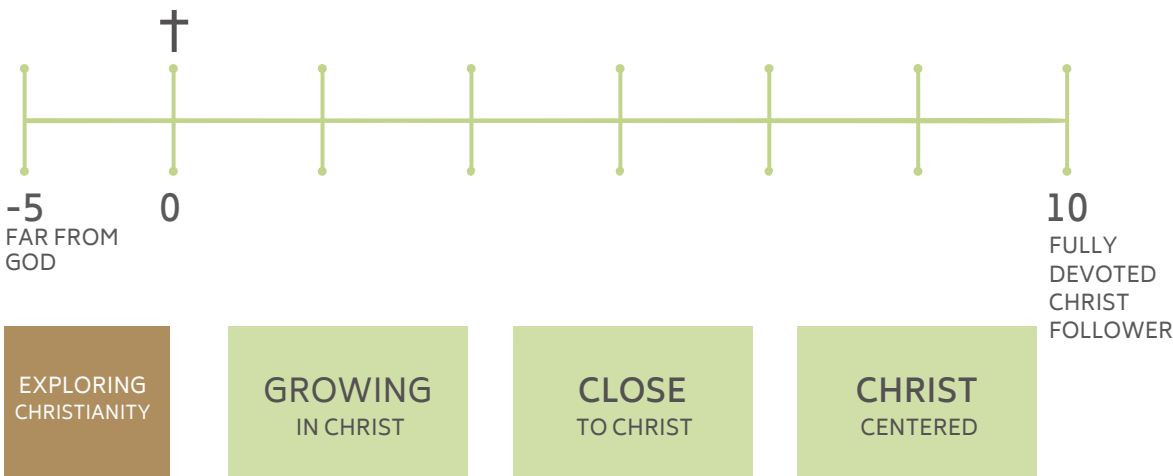 -5
FAR FROM
GOD
0
10
FULLY
DEVOTED
CHRIST
FOLLOWER
EXPLORING
CHRISTIANITY
GROWING
IN CHRIST
CLOSE
TO CHRIST
CHRIST
CENTERED